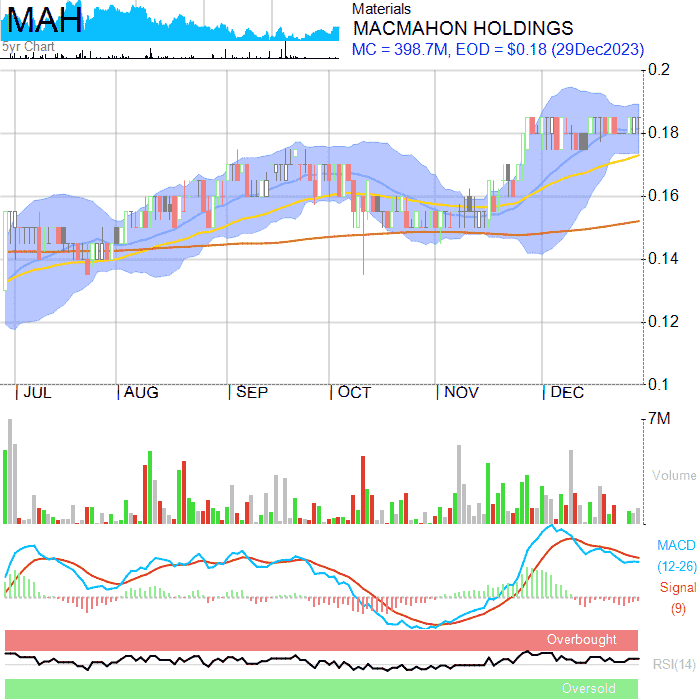 MAH
5yr Chart
Materials
MACMAHON HOLDINGS
MC = 398.7M, EOD = $0.18 (29Dec2023)
0.2
0.18
0.16
0.14
0.12
0.1
JUL AUG SEP OCT NOV DEC
7M
Volume
MACD
(12-26)
Signal
(9)
Overbought
RSI(14)
Oversold